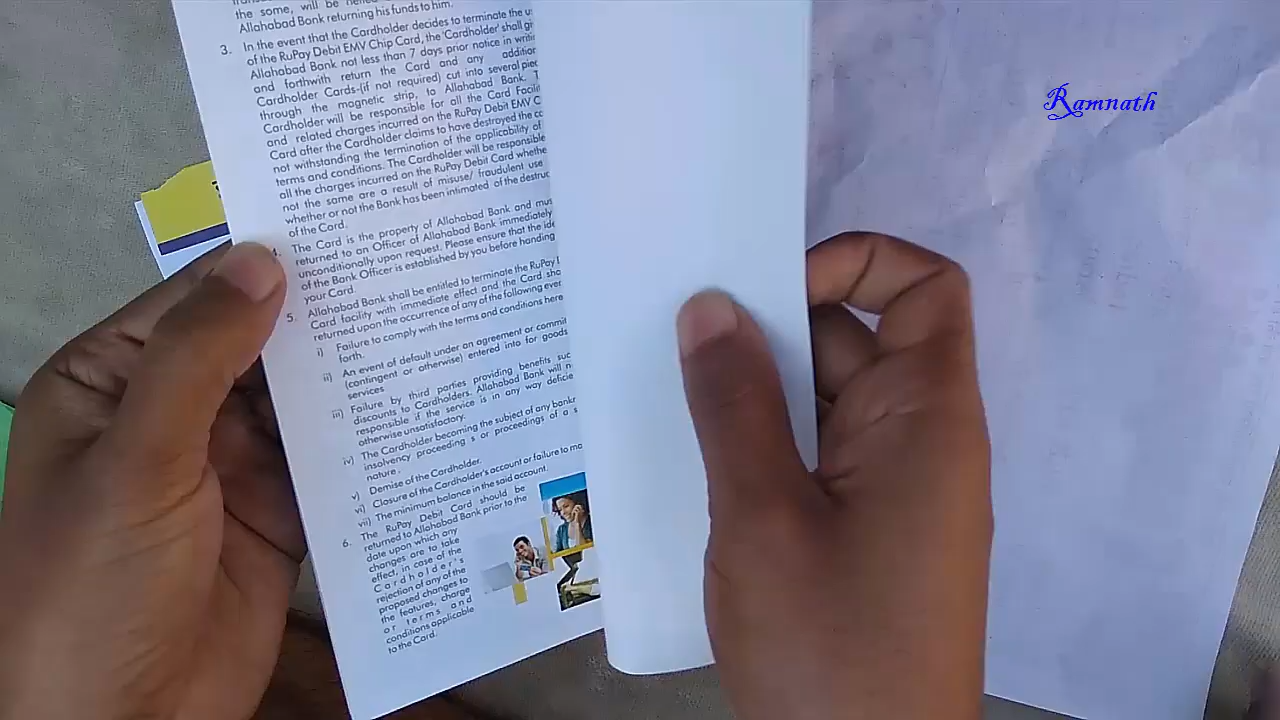 the some, will be
Allahabad Bank returning his funds to him.
3. In the event that the Cardholder decides to terminate the
of the RuPay Debit EMV Chip Card, the 'Cardholder' shall
Allahabad Bank not less than 7 days prior notice in
and forthwith return the Card and any
Cardholder Cards-(if not required) cut into several
through the magnetic strip, to Allahabad Bank.
Cardholder will be responsible for all the Card
and related charges incurred on the RuPay Debit EMV
Card after the Cardholder claims to have destroyed the
not withstanding the termination of the applicability of
terms and conditions. The Cardholder will be responsible
all the charges incurred on the RuPay Debit Card
not the same are a result of misuse/ fraudulent use
whether or not the Bank has been intimated of the
of the Card.
4. The Card is the property of Allahabad Bank and
returned to an Officer of Allahabad Bank immediately
unconditionally upon request. Please ensure that the
of the Bank Officer is established by you before handing
your Card.
5. Allahabad Bank shall be entitled to terminate the RuPay
Card facility with immediate effect and the Card
returned upon the occurrence of any of the following
i) Failure to comply with the terms and conditions here
forth.
ii) An event of default under an agreement or
(contingent or otherwise) entered into for goods
services
iii) Failure by third parties providing benefits
discounts to Cardholders. Allahabad Bank will
responsible if the service is in any way
otherwise unsatisfactory.
iv) The Cardholder becoming the subject of any
insolvency proceeding s or proceedings of a
nature.
v) Demise of the Cardholder.
vi) Closure of the Cardholder's account or failure to
vii) The minimum balance in the said account.
6. The RuPay Debit Card should be
returned to Allahabad Bank prior to the
date upon which any
changes are to take
effect, in case of the
Cardholder's
rejection of any of the
proposed changes to
the features, charge
or terms and
conditions applicable
to the Card.
Ramnath